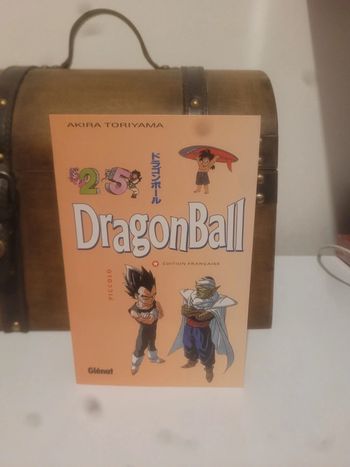 AKIRA TORIYAMA
25
ドラゴンボール
DragonBall
ÉDITION FRANÇAISE
PICCOLO
Glénat